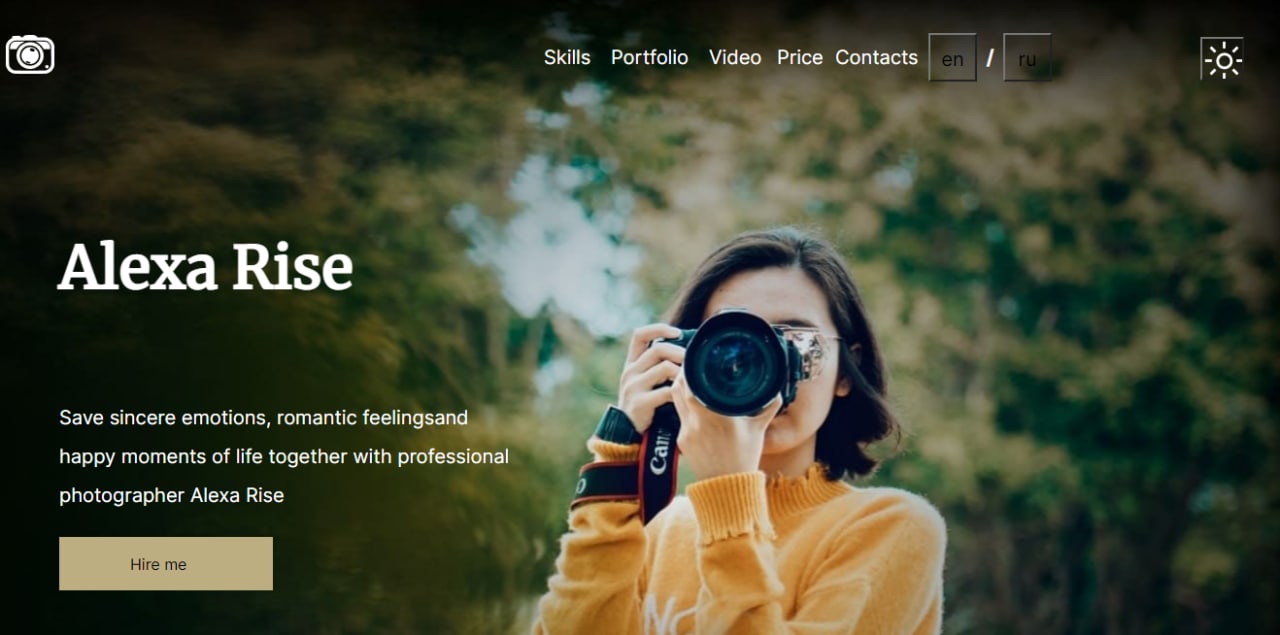 Skills Portfolio Video Price Contacts en / ru
Alexa Rise
Save sincere emotions, romantic feelingsand
happy moments of life together with professional
photographer Alexa Rise
Hire me
Can